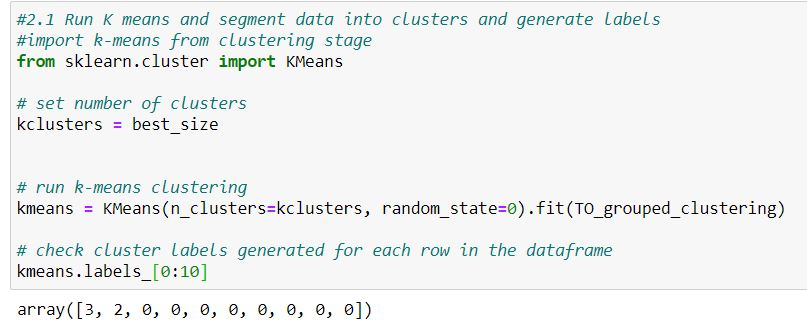 #2.1 Run K means and segment data into clusters and generate labels
#import k-means from clustering stage
from sklearn.cluster import KMeans
# set number of clusters
kclusters = best_size
# run k-means clustering
kmeans = KMeans(n_clusters=kclusters, random_state=0).fit(TO_grouped_clustering)
# check cluster labels generated for each row in the dataframe
kmeans.labels_[0:10]
array([3, 2, 0, 0, 0, 0, 0, 0, 0, 0])